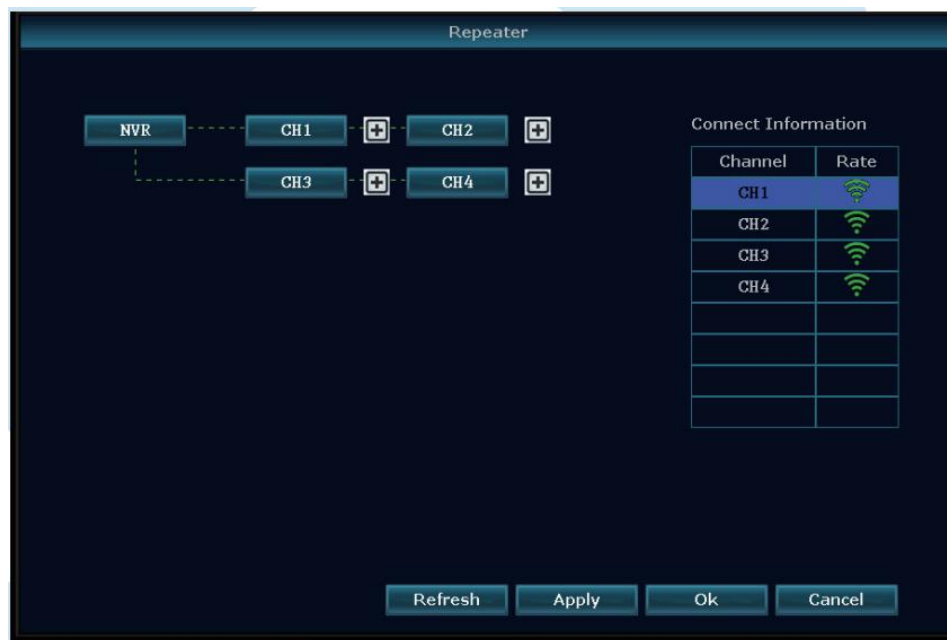 Repeater
NVR CH1 CH2
CH3 CH4
Connect Information
Channel Rate
CH1
CH2
CH3
CH4
Refresh Apply Ok Cancel